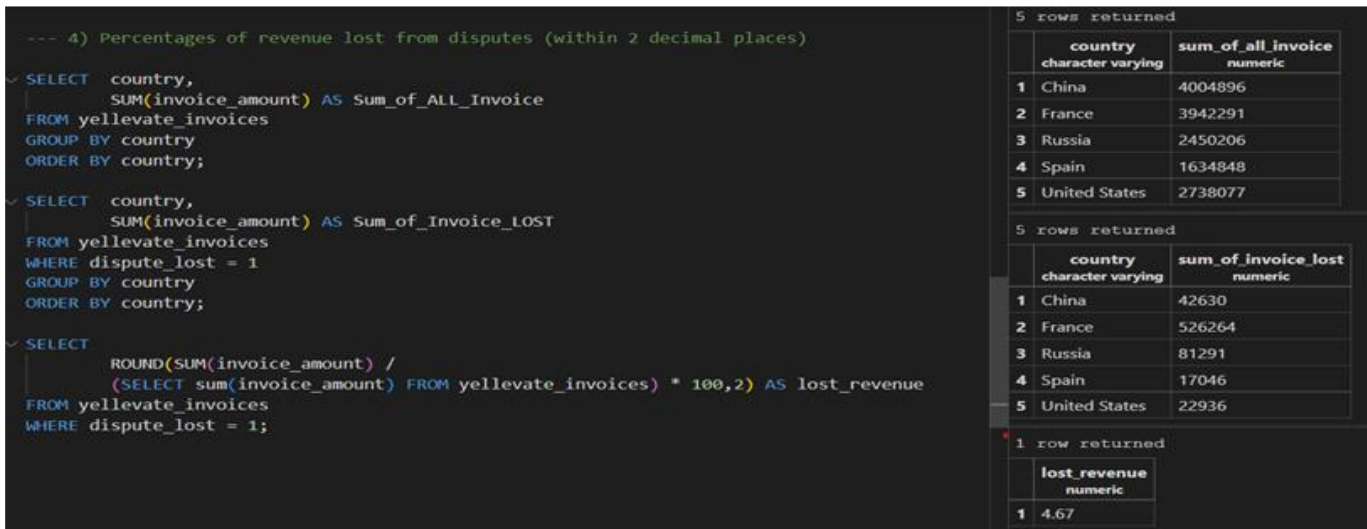 --- 4) Percentages of revenue lost from disputes (within 2 decimal places)
SELECT country,
SUM(invoice_amount) AS Sum_of_ALL_Invoice
FROM yellevate_invoices
GROUP BY country
ORDER BY country;
SELECT country,
SUM(invoice_amount) AS Sum_of_Invoice_LOST
FROM yellevate_invoices
WHERE dispute_lost = 1
GROUP BY country
ORDER BY country;
SELECT
ROUND(SUM(invoice_amount) /
(SELECT sum(invoice_amount) FROM yellevate_invoices) * 100,2) AS lost_revenue
FROM yellevate_invoices
WHERE dispute_lost = 1;
5 rows returned
country sum_of_all_invoice
character varying numeric
1 China 4004896
2 France 3942291
3 Russia 2450206
4 Spain 1634848
5 United States 2738077
5 rows returned
country sum_of_invoice_lost
character varying numeric
1 China 42630
2 France 526264
3 Russia 81291
4 Spain 17046
5 United States 22936
1 row returned
lost_revenue
numeric
1 4.67